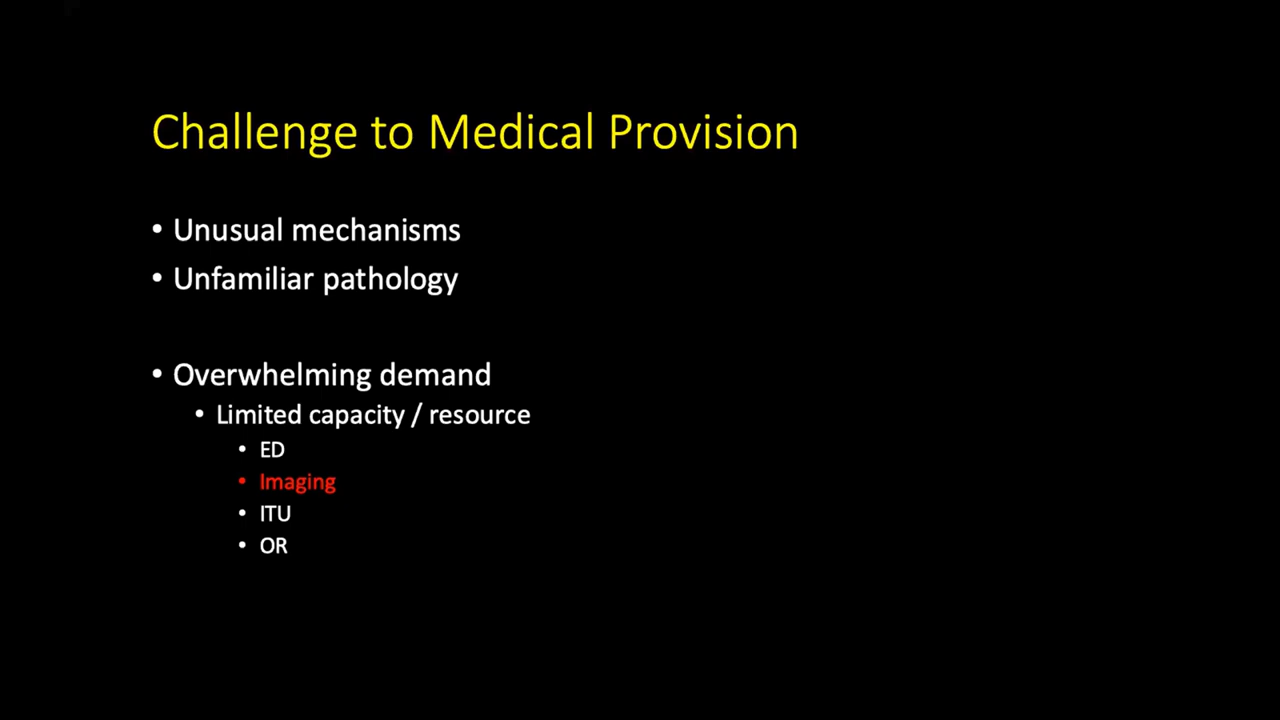 Challenge to Medical Provision
• Unusual mechanisms
• Unfamiliar pathology
• Overwhelming demand
• Limited capacity / resource
• ED
• Imaging
• ITU
• OR